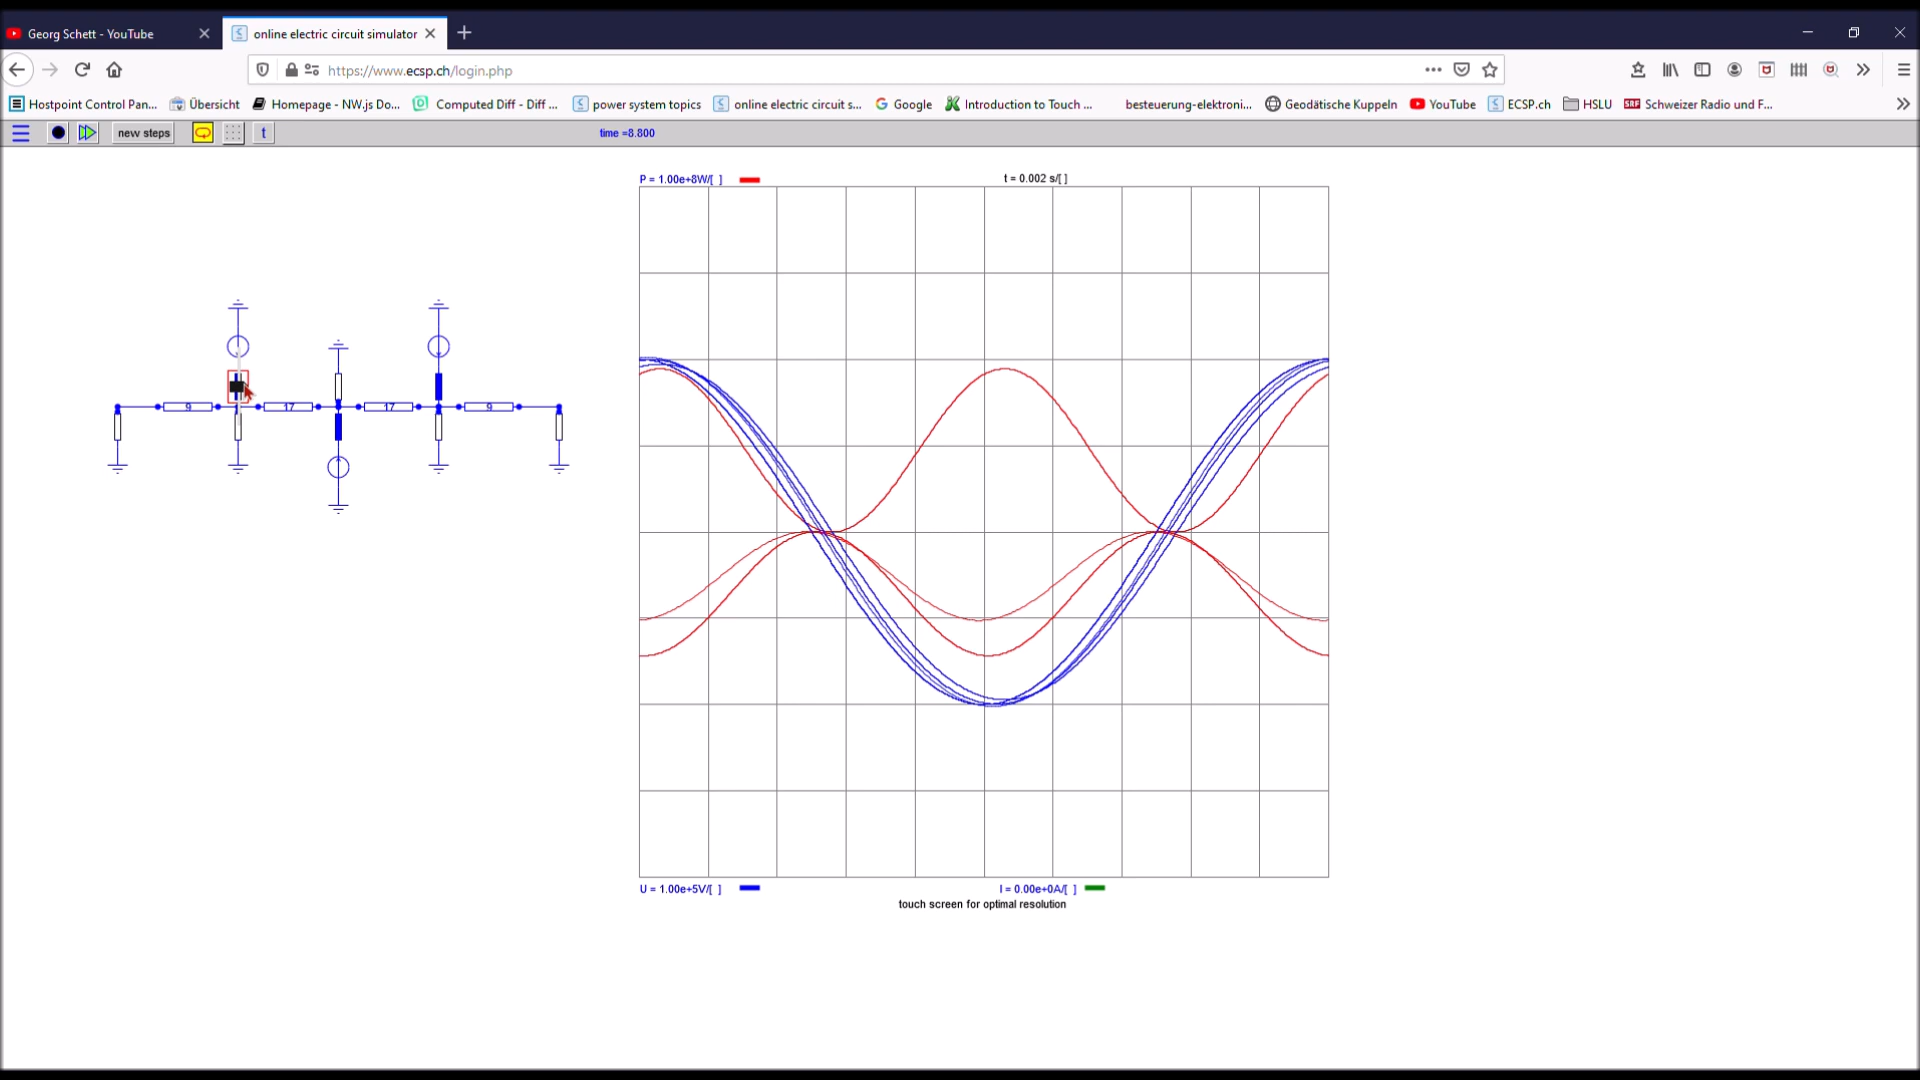 Georg Schett - YouTube
online electric circuit simulator
https://www.ecsp.ch/login.php
Hostpoint Control Pan... Übersicht Homepage - NW.js Do... Computed Diff - Diff ... power system topics online electric circuit s... Google Introduction to Touch ... besteuerung-elektroni... Geodätische Kuppeln YouTube ECSP.ch HSLU SRF Schweizer Radio und F...
new steps t time =8.800
P = 1.00e+8W/[ ] t = 0.002 s/[ ]
9 17 17 9
U = 1.00e+5V/[ ] I = 0.00e+0A/[ ]
touch screen for optimal resolution